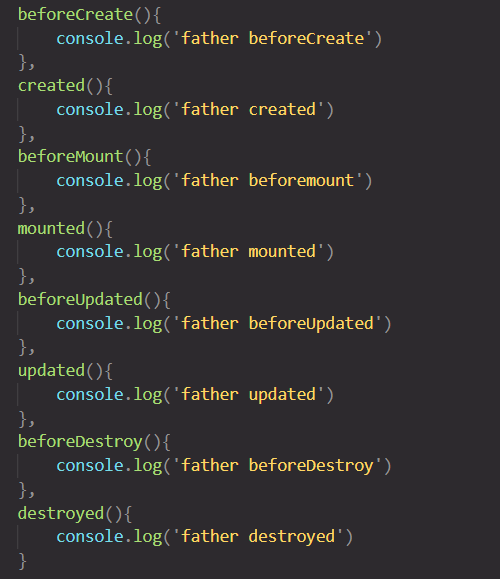 beforeCreate(){
console.log('father beforeCreate')
},
created(){
console.log('father created')
},
beforeMount(){
console.log('father beforemount')
},
mounted(){
console.log('father mounted')
},
beforeUpdated(){
console.log('father beforeUpdated')
},
updated(){
console.log('father updated')
},
beforeDestroy(){
console.log('father beforeDestroy')
},
destroyed(){
console.log('father destroyed')
}